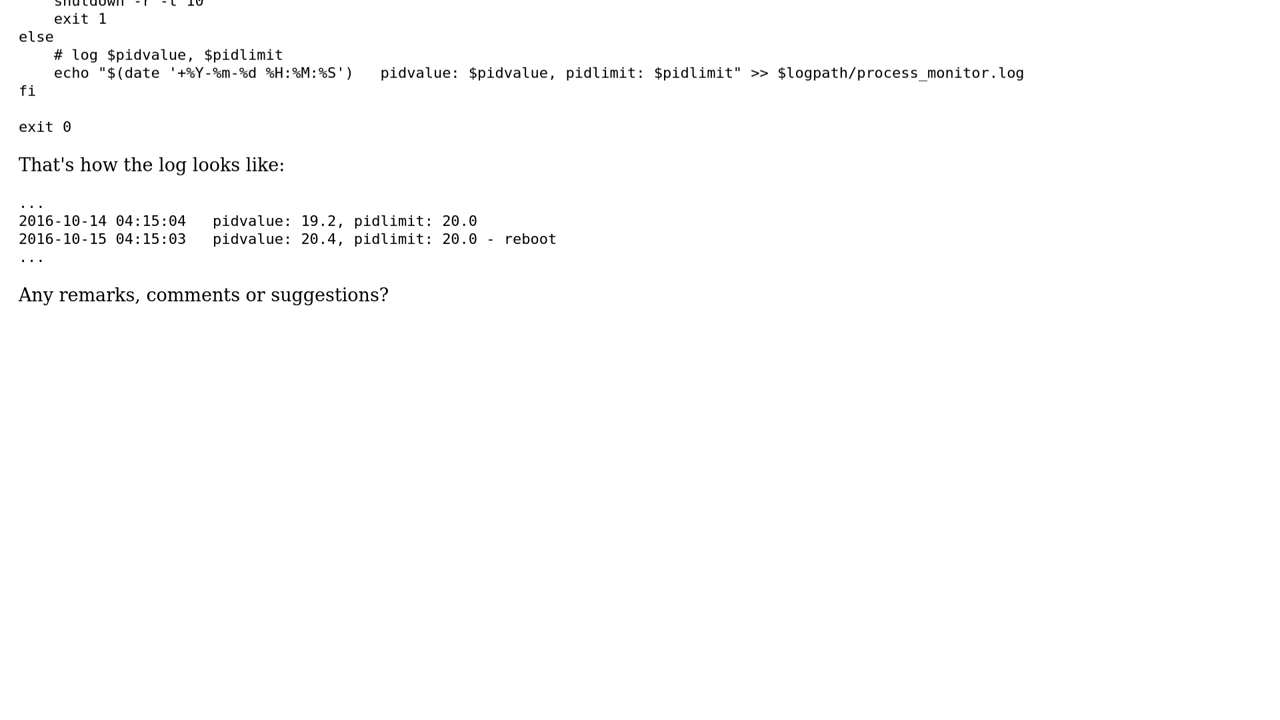 shutdown -r -t 10
exit 1
else
# log $pidvalue, $pidlimit
echo "$(date '+%Y-%m-%d %H:%M:%S')   pidvalue: $pidvalue, pidlimit: $pidlimit" >> $logpath/process_monitor.log
fi
exit 0
That's how the log looks like:
...
2016-10-14 04:15:04   pidvalue: 19.2, pidlimit: 20.0
2016-10-15 04:15:03   pidvalue: 20.4, pidlimit: 20.0 - reboot
...
Any remarks, comments or suggestions?